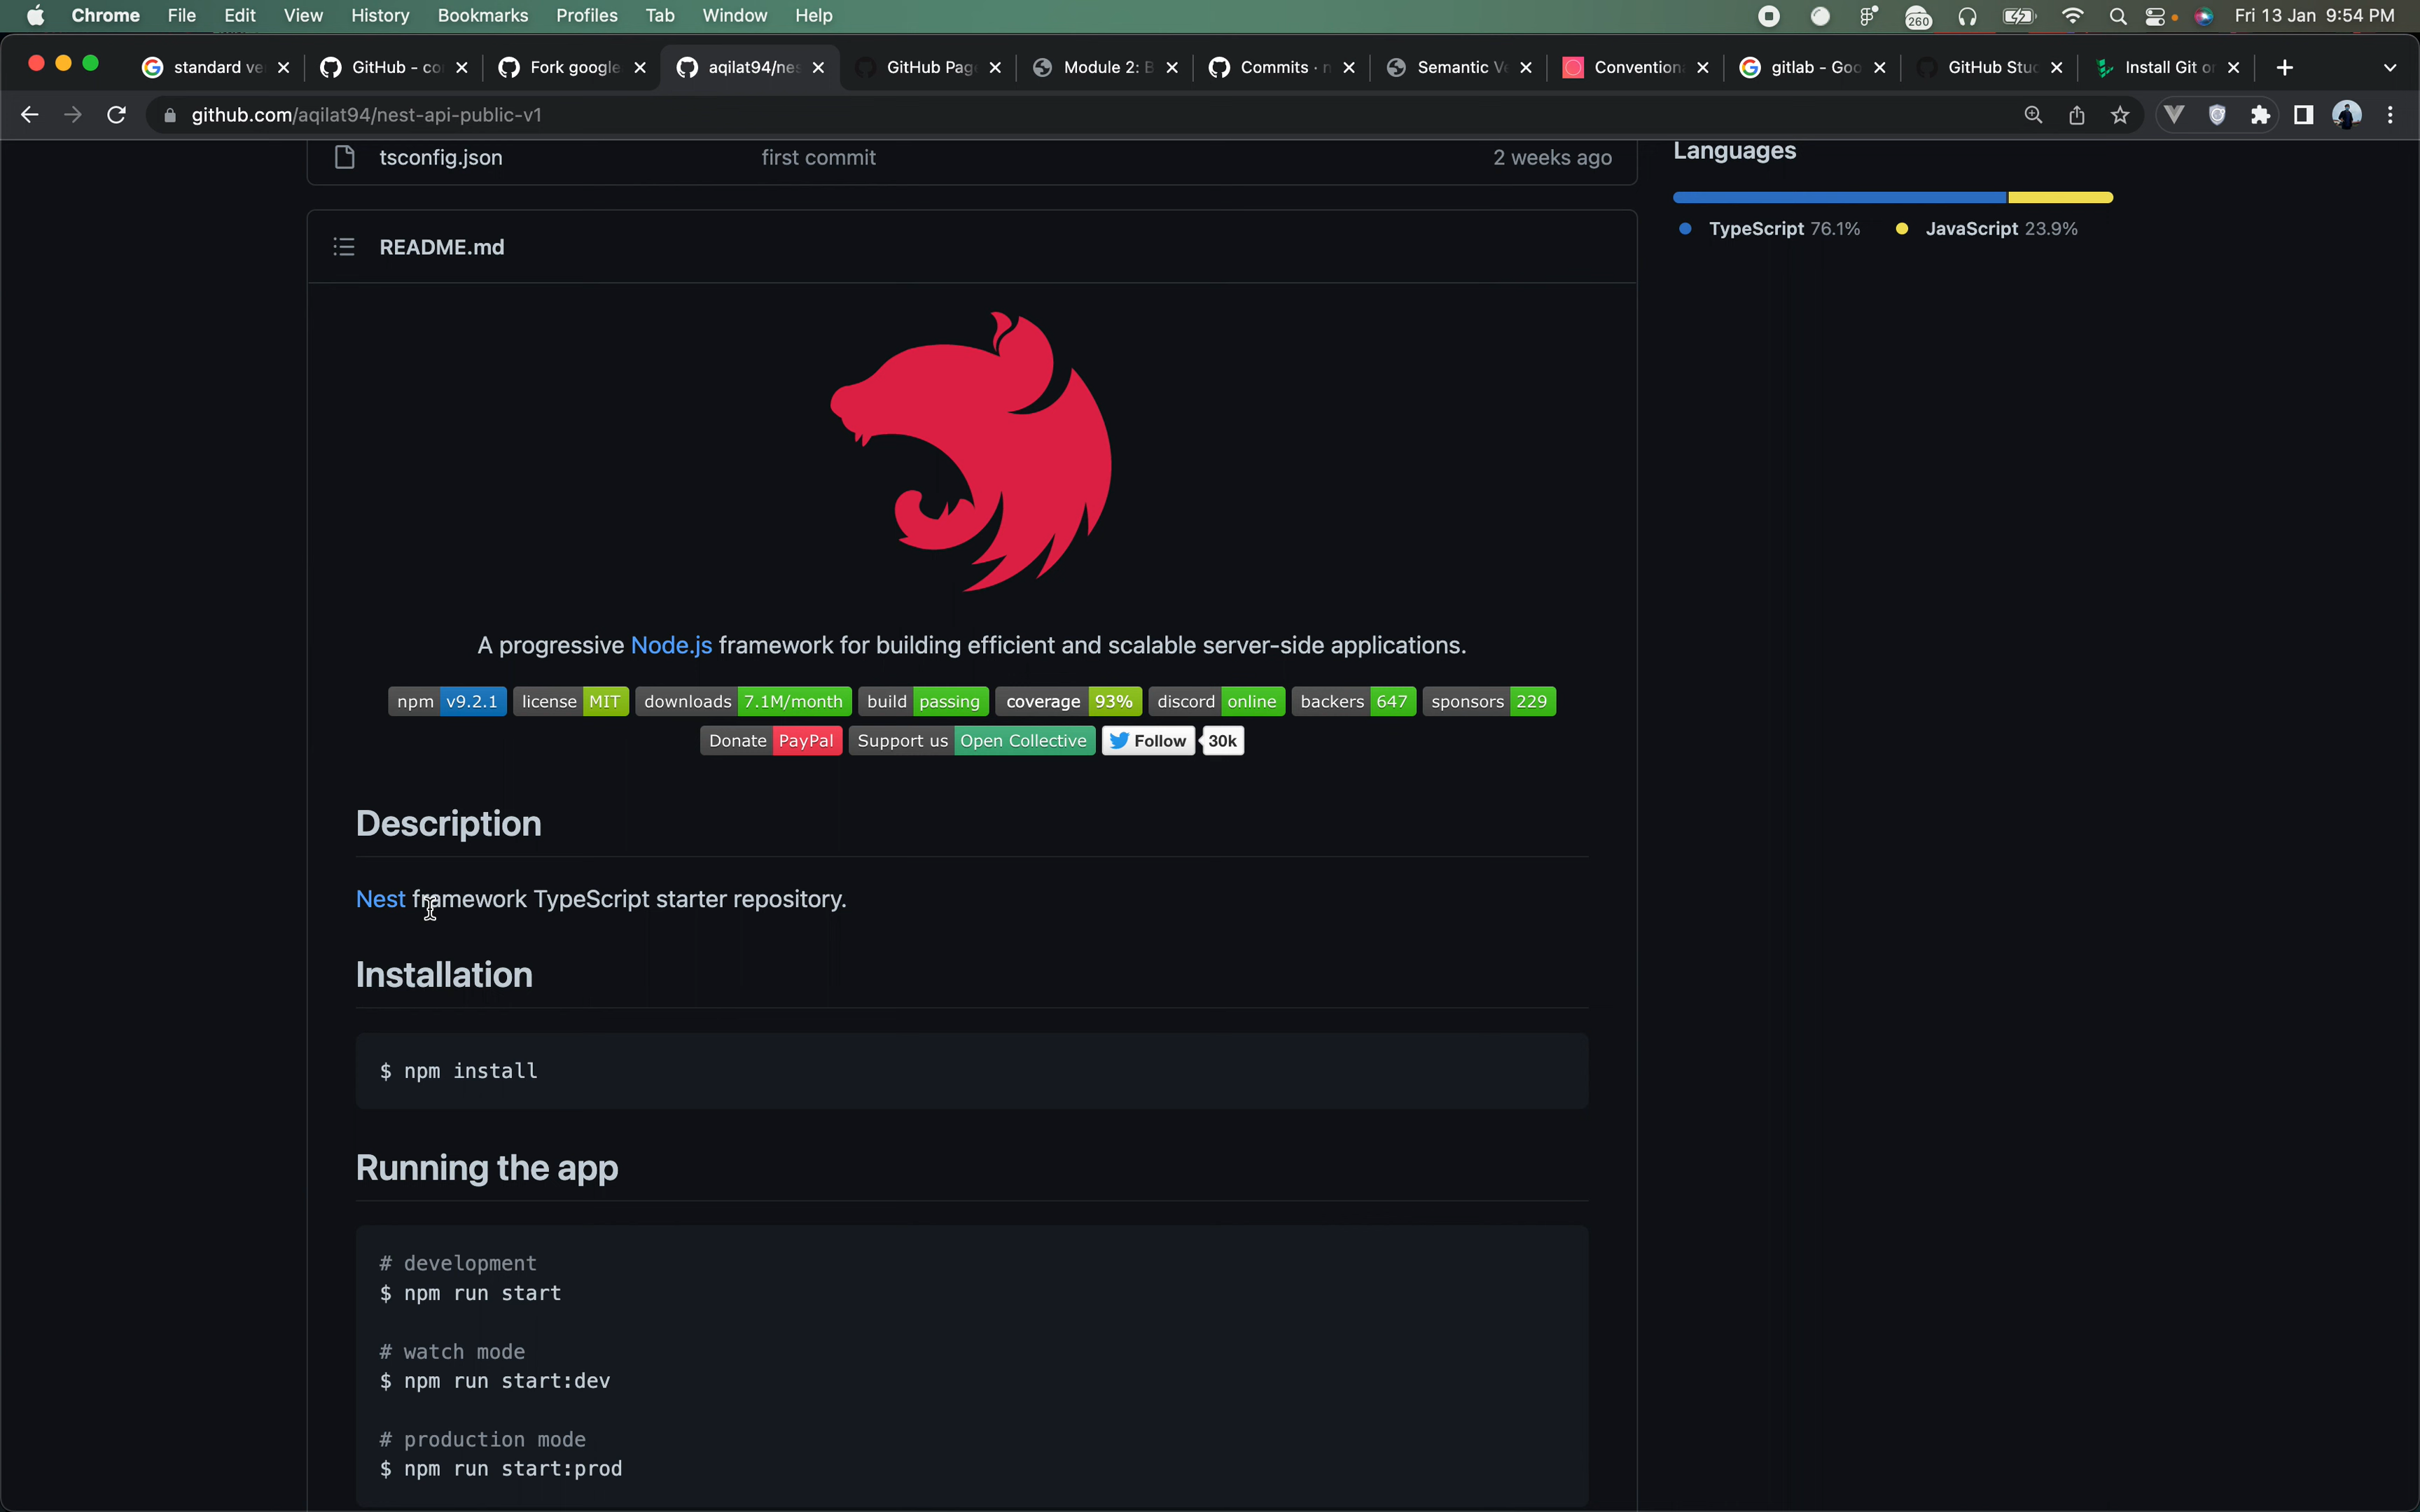 Chrome File Edit View History Bookmarks Profiles Tab Window Help 260 Fri 13 Jan 9:54 PM
standard ve GitHub - co Fork google aqilat94/nes GitHub Pag Module 2: B Commits · n Semantic Ve Convention gitlab - Goo GitHub Stu Install Git or
github.com/aqilat94/nest-api-public-v1
tsconfig.json first commit 2 weeks ago
Languages
TypeScript 76.1% JavaScript 23.9%
README.md
A progressive Node.js framework for building efficient and scalable server-side applications.
npm v9.2.1 license MIT downloads 7.1M/month build passing coverage 93% discord online backers 647 sponsors 229
Donate PayPal Support us Open Collective Follow 30k
Description
Nest framework TypeScript starter repository.
Installation
$ npm install
Running the app
# development
$ npm run start
# watch mode
$ npm run start:dev
# production mode
$ npm run start:prod